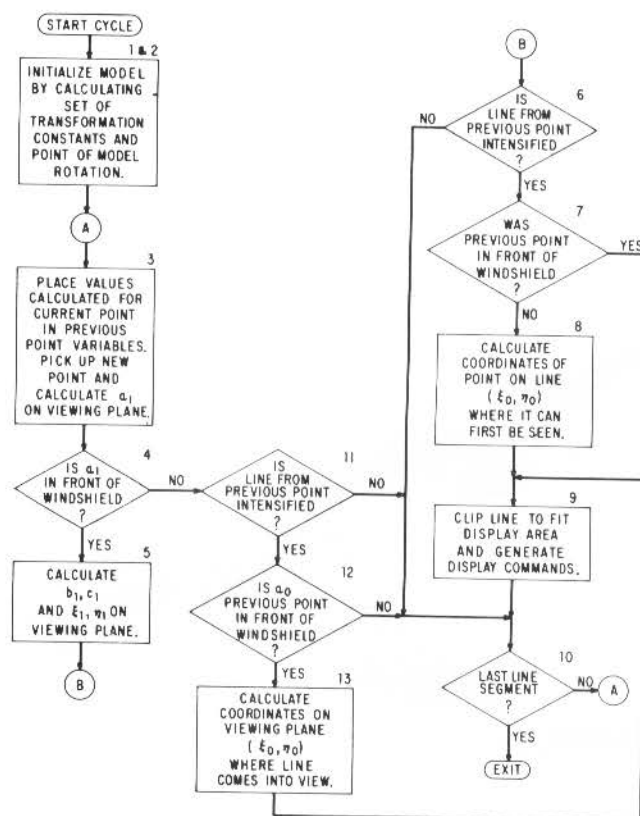 START CYCLE
1 & 2
INITIALIZE MODEL
BY CALCULATING
SET OF
TRANSFORMATION
CONSTANTS AND
POINT OF MODEL
ROTATION.
A
3
PLACE VALUES
CALCULATED FOR
CURRENT POINT
IN PREVIOUS
POINT VARIABLES.
PICK UP NEW
POINT AND
CALCULATE a₁
ON VIEWING PLANE.
4
IS a₁
IN FRONT OF
WINDSHIELD
?
NO
YES
5
CALCULATE
b₁, c₁
AND ξ₁, η₁ ON
VIEWING PLANE.
B
11
IS
LINE FROM
PREVIOUS POINT
INTENSIFIED
?
NO
YES
12
IS a₀
PREVIOUS POINT
IN FRONT OF
WINDSHIELD
?
NO
YES
13
CALCULATE
COORDINATES ON
VIEWING PLANE
(ξ₀, η₀)
WHERE LINE
COMES INTO VIEW.
B
6
IS
LINE FROM
PREVIOUS POINT
INTENSIFIED
?
NO
YES
7
WAS
PREVIOUS POINT
IN FRONT OF
WINDSHIELD
?
YES
NO
8
CALCULATE
COORDINATES OF
POINT ON LINE
(ξ₀, η₀)
WHERE IT CAN
FIRST BE SEEN.
9
CLIP LINE TO FIT
DISPLAY AREA
AND GENERATE
DISPLAY COMMANDS.
10
LAST LINE
SEGMENT
?
NO
A
YES
EXIT